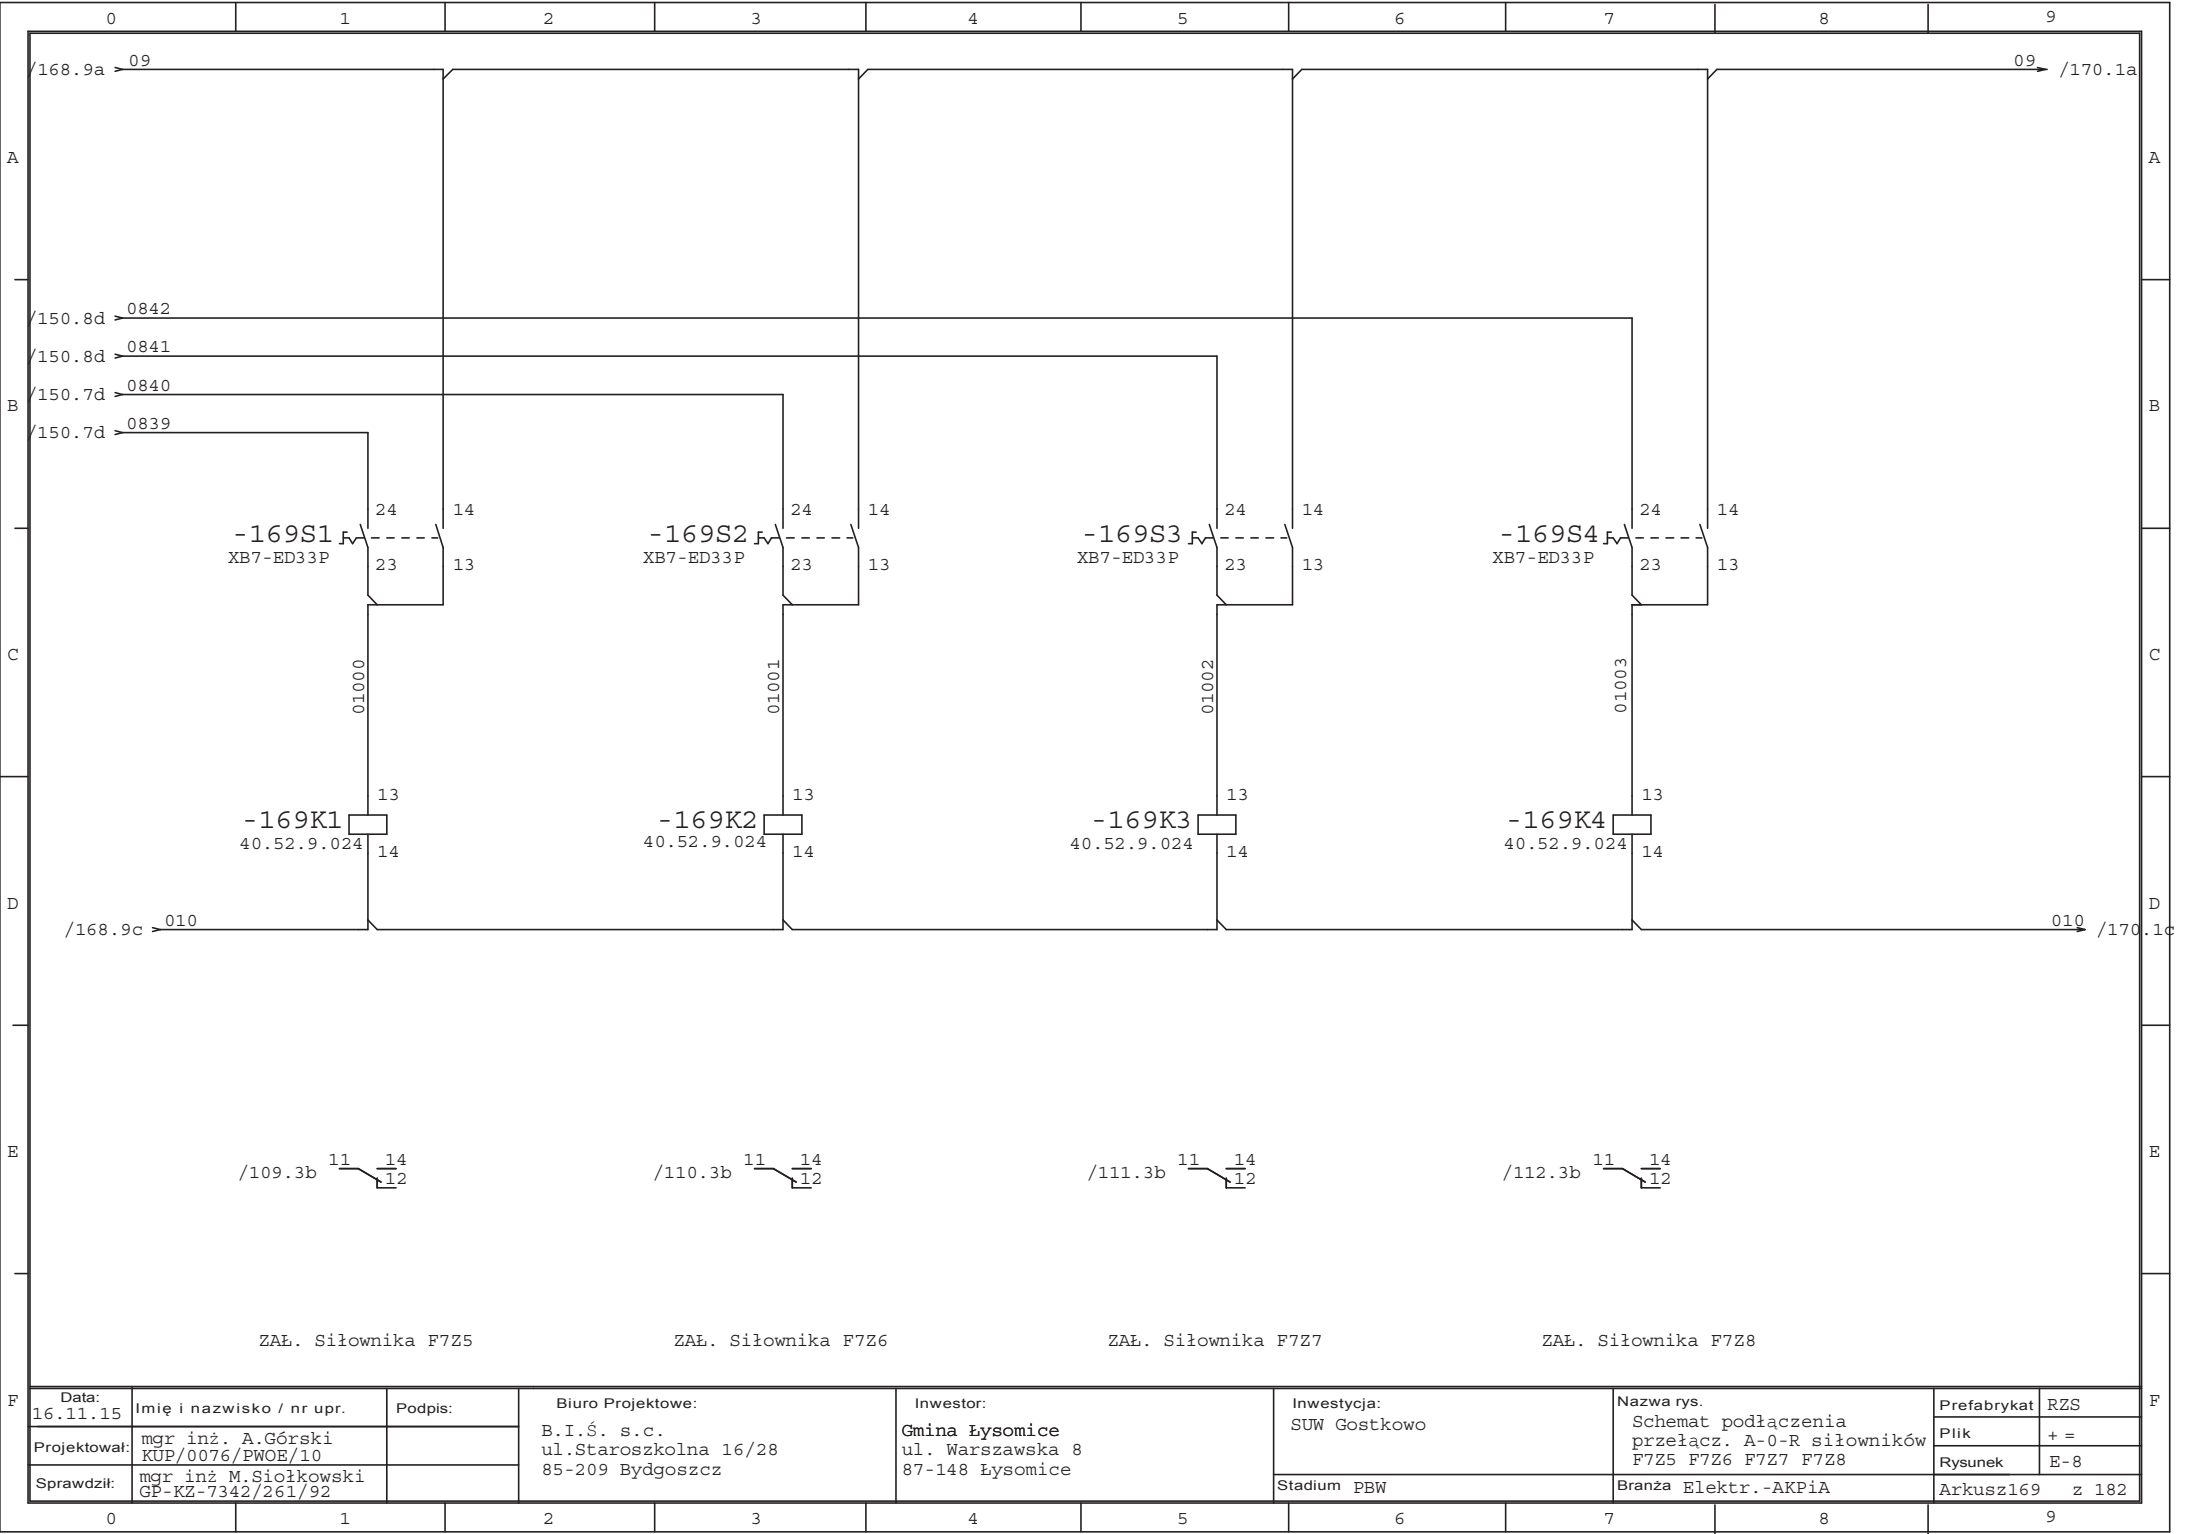 0 1 2 3 4 5 6 7 8 9
/168.9a 09 09 /170.1a
A A
/150.8d 0842
/150.8d 0841
/150.7d 0840
B B
/150.7d 0839
24 14 24 14 24 14 24 14
-169S1 -169S2 -169S3 -169S4
XB7-ED33P XB7-ED33P XB7-ED33P XB7-ED33P
23 13 23 13 23 13 23 13
C C
01000 01001 01002 01003
13 13 13 13
-169K1 -169K2 -169K3 -169K4
40.52.9.024 40.52.9.024 40.52.9.024 40.52.9.024
14 14 14 14
D D
/168.9c 010 010 /170.1c
E E
/109.3b 11 14 /110.3b 11 14 /111.3b 11 14 /112.3b 11 14
12 12 12 12
ZAŁ. Siłownika F7Z5 ZAŁ. Siłownika F7Z6 ZAŁ. Siłownika F7Z7 ZAŁ. Siłownika F7Z8
F F
Data:
16.11.15
Imię i nazwisko / nr upr.
Podpis:
Projektował:
mgr inż. A.Górski
KUP/0076/PWOE/10
Sprawdził:
mgr inż M.Siołkowski
GP-KZ-7342/261/92
Biuro Projektowe:
B.I.Ś. s.c.
ul.Staroszkolna 16/28
85-209 Bydgoszcz
Inwestor:
Gmina Łysomice
ul. Warszawska 8
87-148 Łysomice
Inwestycja:
SUW Gostkowo
Stadium PBW
Nazwa rys.
Schemat podłączenia
przełącz. A-0-R siłowników
F7Z5 F7Z6 F7Z7 F7Z8
Branża Elektr.-AKPiA
Prefabrykat RZS
Plik + =
Rysunek E-8
Arkusz169 z 182
0 1 2 3 4 5 6 7 8 9